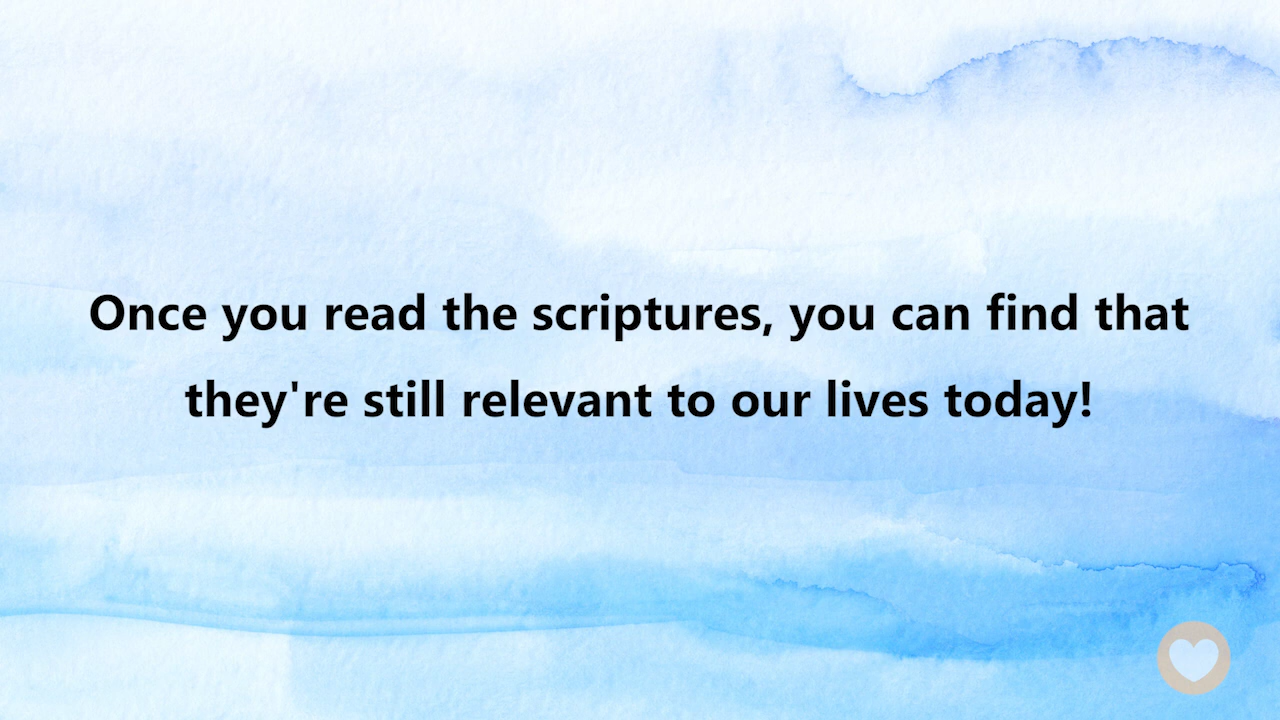 Once you read the scriptures, you can find that
they're still relevant to our lives today!